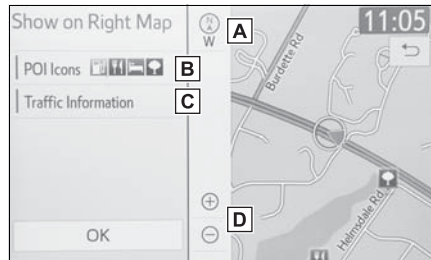 Show on Right Map
11:05
N
W
A
POI Icons
B
Traffic Information
C
Burdette Rd
Helmsdale Rd
D
OK